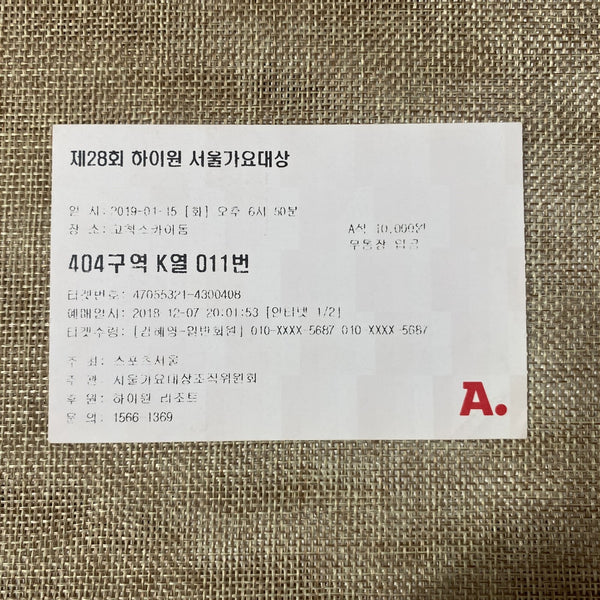 제28회 하이원 서울가요대상
일 시: 2019-01-15 [화] 오후 6시 50분
장 소: 고척스카이돔
A석 10,000원
무통장 입금
404구역 K열 011번
티켓번호: 47055321-4300408
예매일시: 2018-12-07 20:01:53 [인터넷 1/2]
티켓수령: [김혜영-일반회원] 010-XXXX-5687 010-XXXX-5687
주 최: 스포츠서울
주 관: 서울가요대상조직위원회
후 원: 하이원 리조트
문 의: 1566-1369
A.